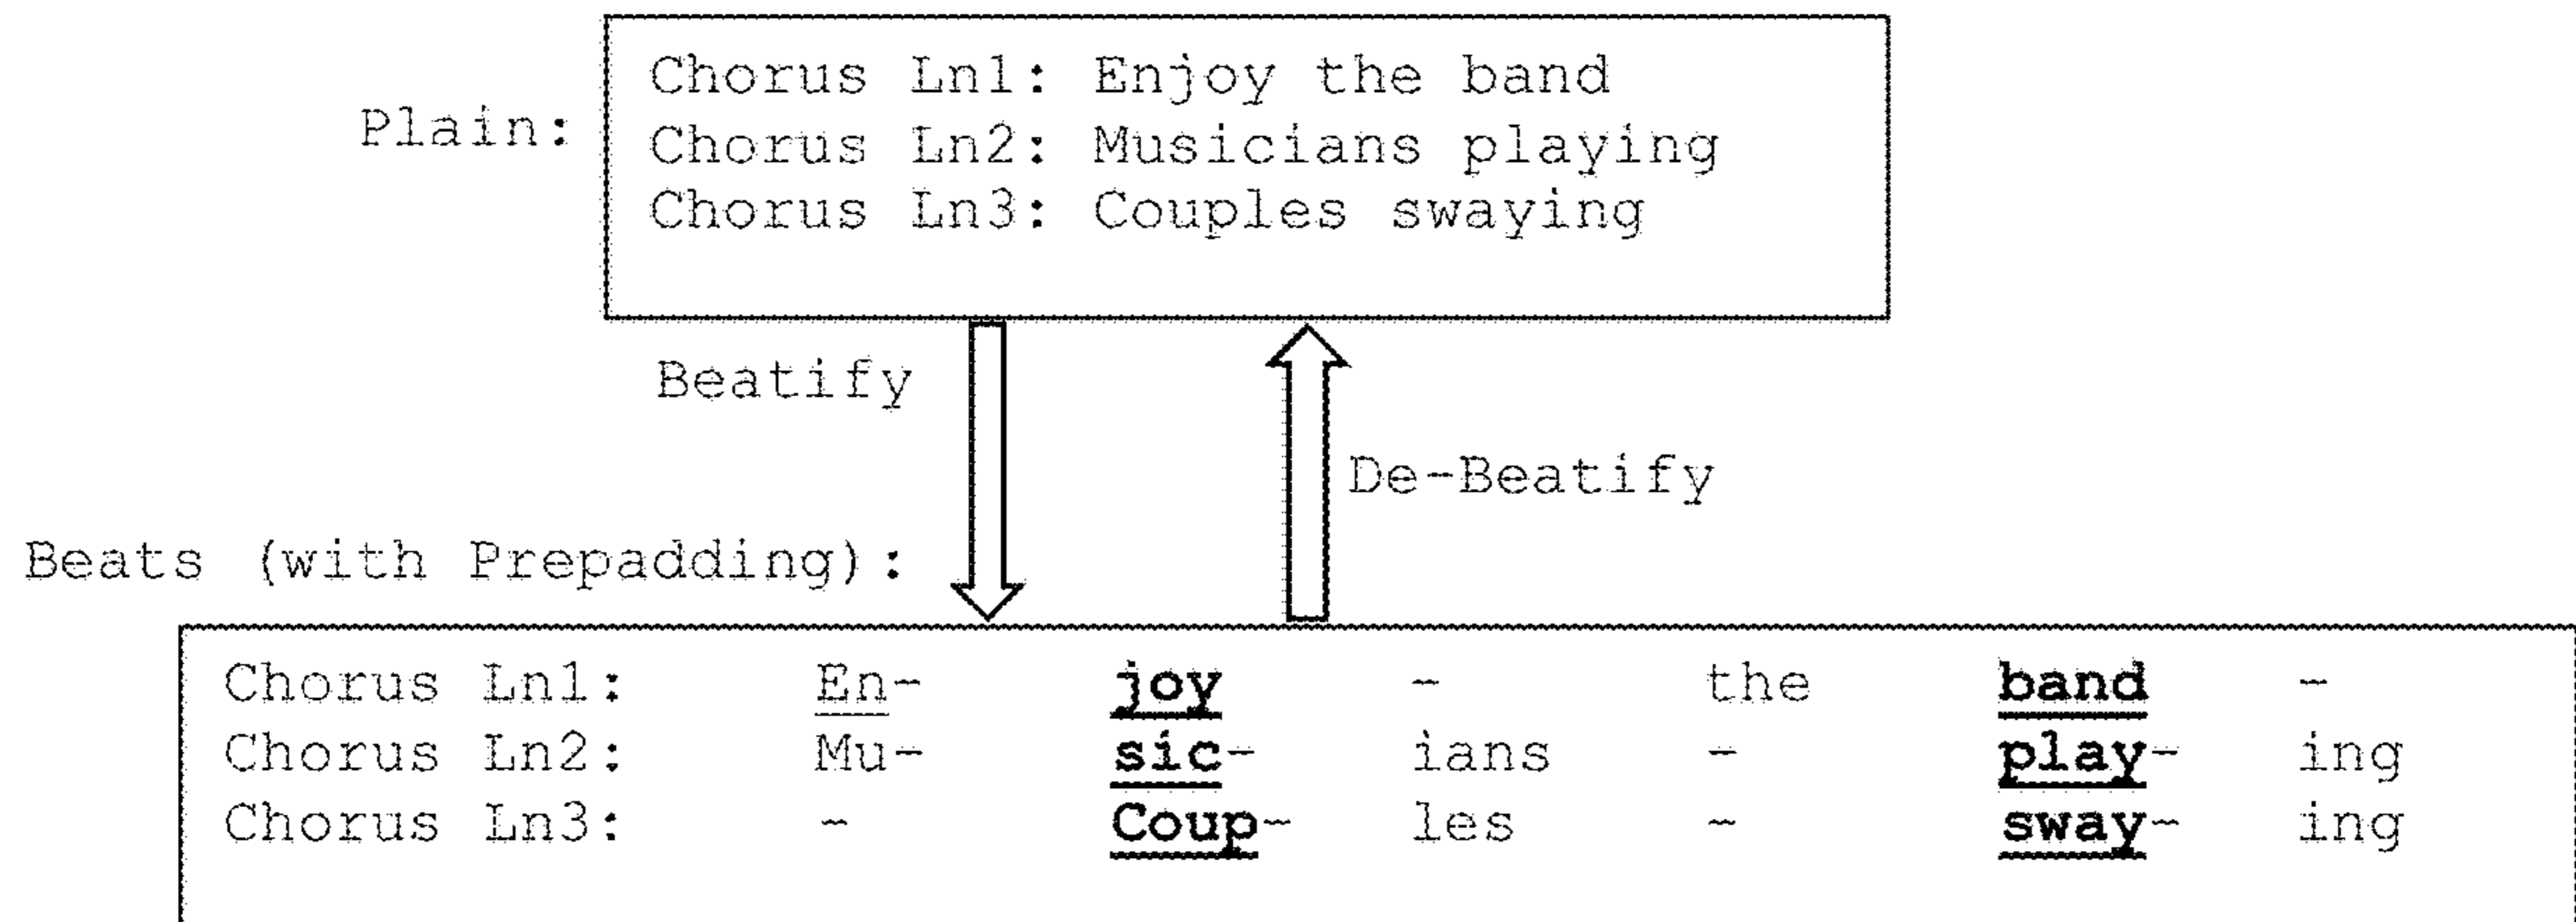 Plain:
Chorus Ln1: Enjoy the band
Chorus Ln2: Musicians playing
Chorus Ln3: Couples swaying
Beatify
De-Beatify
Beats (with Prepadding):
Chorus Ln1: En- joy - the band -
Chorus Ln2: Mu- sic- ians - play- ing
Chorus Ln3: - Coup- les - sway- ing